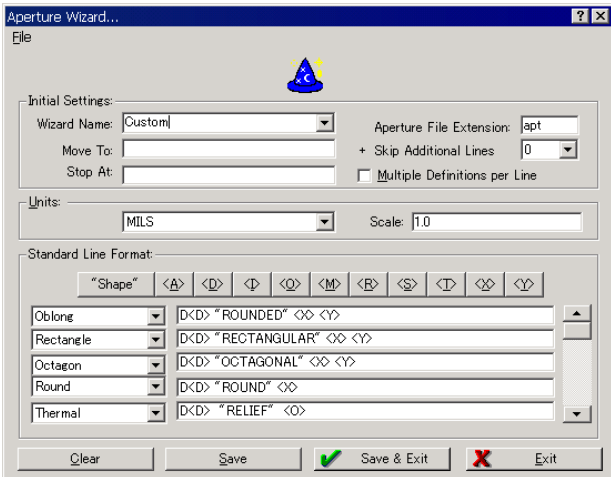 Aperture Wizard...
File
Initial Settings:
Wizard Name: Custom
Aperture File Extension: apt
Move To:
+ Skip Additional Lines 0
Stop At:
Multiple Definitions per Line
Units:
MILS
Scale: 1.0
Standard Line Format:
"Shape" <A> <D> <I> <O> <M> <R> <S> <T> <X> <Y>
Oblong D<D> "ROUNDED" <X> <Y>
Rectangle D<D> "RECTANGULAR" <X> <Y>
Octagon D<D> "OCTAGONAL" <X> <Y>
Round D<D> "ROUND" <X>
Thermal D<D> "RELIEF" <O>
Clear Save Save & Exit Exit